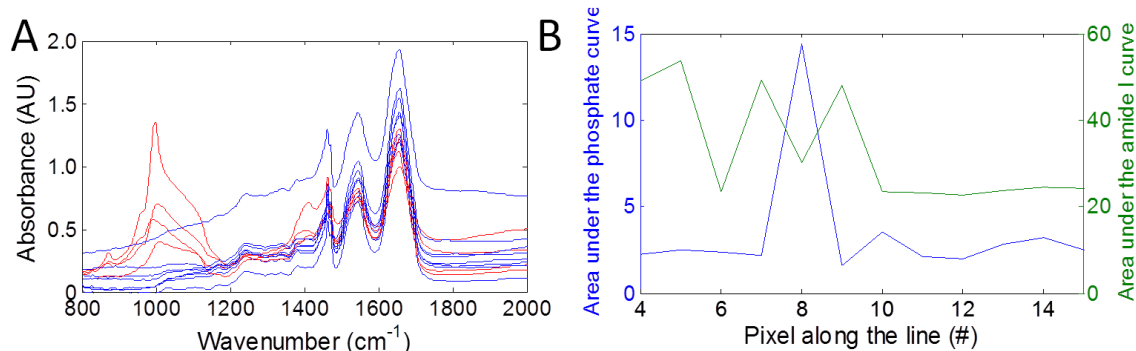 A
2.0
1.5
1.0
0.5
0
Absorbance (AU)
800 1000 1200 1400 1600 1800 2000
Wavenumber (cm⁻¹)
B
15
10
5
0
Area under the phosphate curve
60
40
20
0
Area under the amide I curve
4 6 8 10 12 14
Pixel along the line (#)